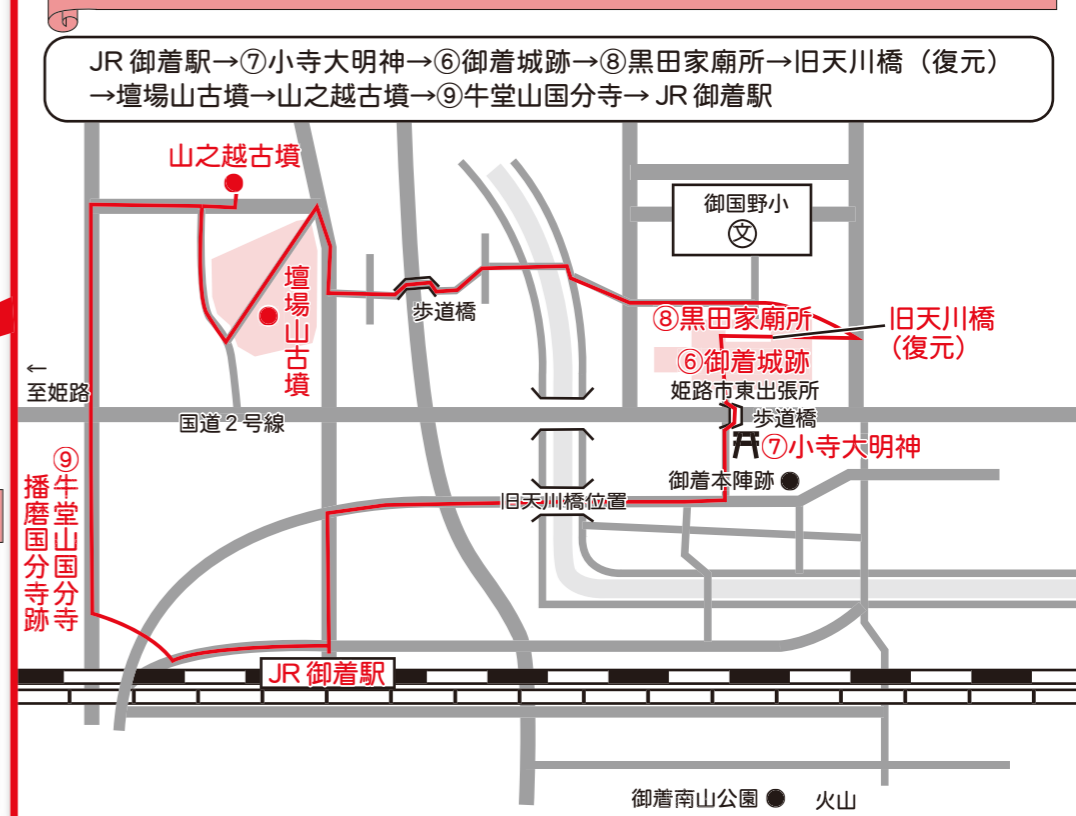 JR 御着駅→⑦小寺大明神→⑥御着城跡→⑧黒田家廟所→旧天川橋（復元）
→壇場山古墳→山之越古墳→⑨牛堂山国分寺→ JR 御着駅
山之越古墳
御国野小
文
壇場山古墳
歩道橋
⑧黒田家廟所
旧天川橋
（復元）
⑥御着城跡
←
至姫路
姫路市東出張所
国道２号線
歩道橋
⑦小寺大明神
⑨牛堂山国分寺
播磨国分寺跡
御着本陣跡
旧天川橋位置
JR 御着駅
御着南山公園
火山